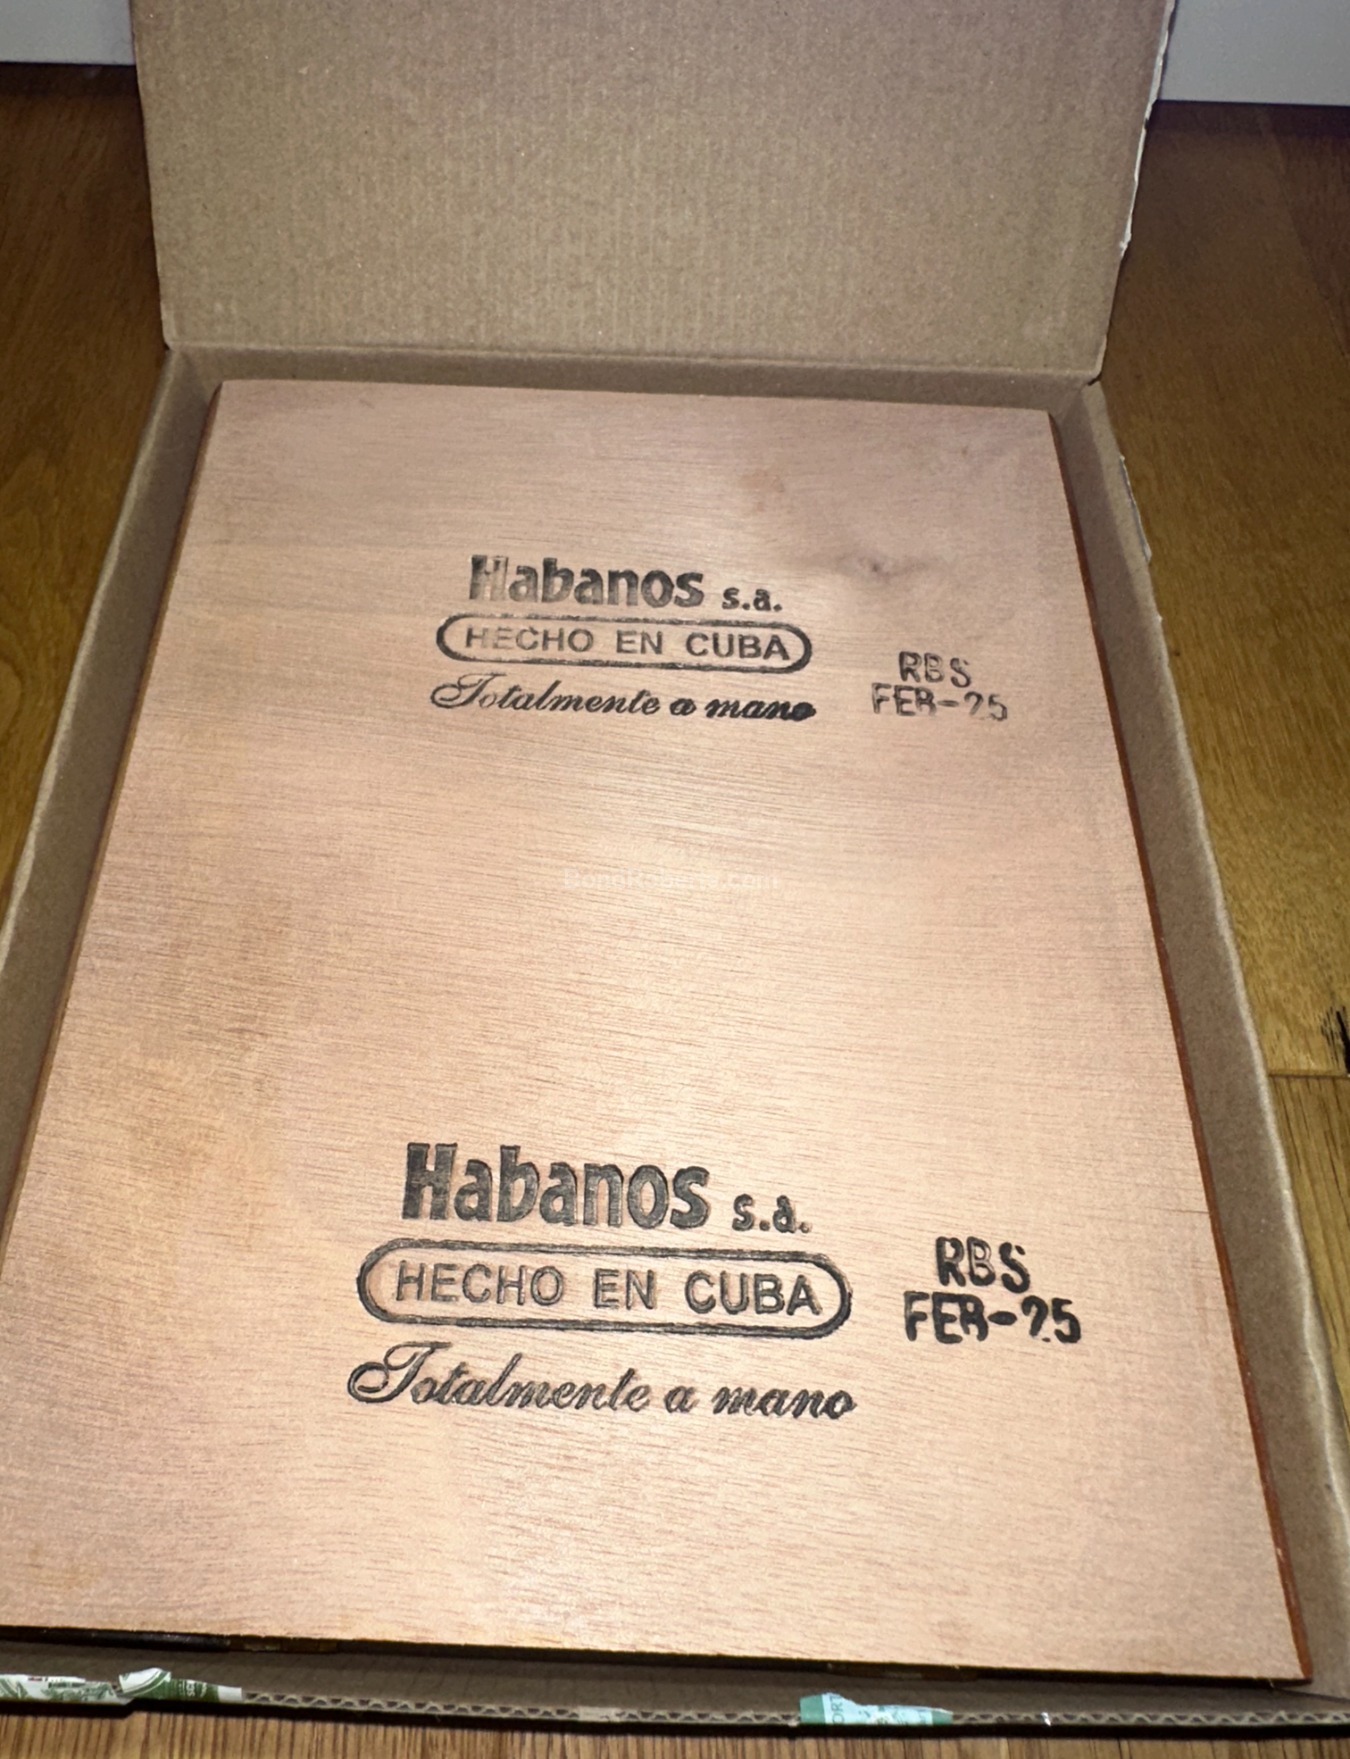 Habanos s.a.
HECHO EN CUBA
Totalmente a mano
RBS
FEB-25
Habanos s.a.
HECHO EN CUBA
Totalmente a mano
RBS
FEB-25